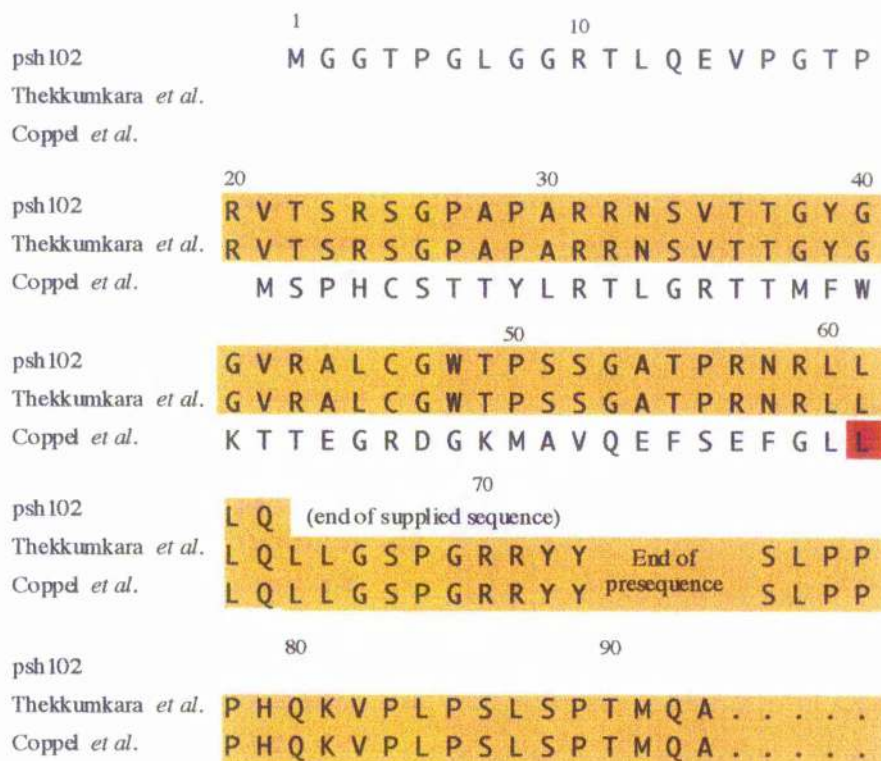 1 10
psh102 M G G T P G L G G R T L Q E V P G T P
Thekkumkara et al.
Coppel et al.
20 30 40
psh102 R V T S R S G P A P A R R N S V T T G Y G
Thekkumkara et al. R V T S R S G P A P A R R N S V T T G Y G
Coppel et al. M S P H C S T T Y L R T L G R T T M F W
50 60
psh102 G V R A L C G W T P S S G A T P R N R L L
Thekkumkara et al. G V R A L C G W T P S S G A T P R N R L L
Coppel et al. K T T E G R D G K M A V Q E F S E F G L L
70
psh102 L Q (end of supplied sequence)
Thekkumkara et al. L Q L L G S P G R R Y Y End of S L P P
Coppel et al. L Q L L G S P G R R Y Y presequence S L P P
80 90
psh102
Thekkumkara et al. P H Q K V P L P S L S P T M Q A . . . . .
Coppel et al. P H Q K V P L P S L S P T M Q A . . . . .